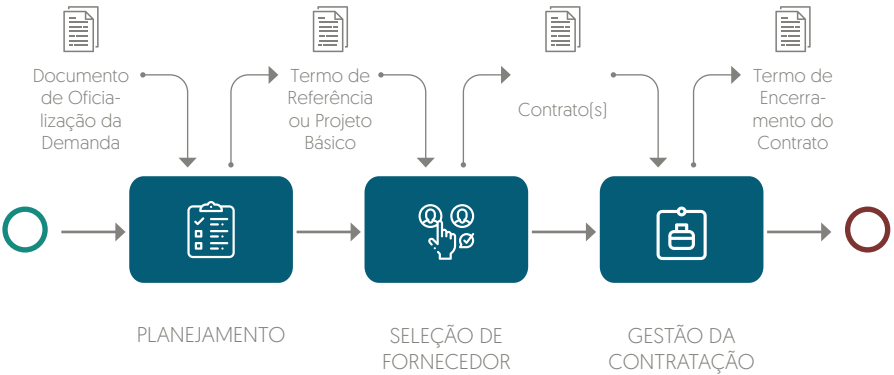 Documento
de Oficia-
lização da
Demanda
Termo de
Referência
ou Projeto
Básico
Contrato(s)
Termo de
Encerra-
mento do
Contrato
PLANEJAMENTO
SELEÇÃO DE
FORNECEDOR
GESTÃO DA
CONTRATAÇÃO